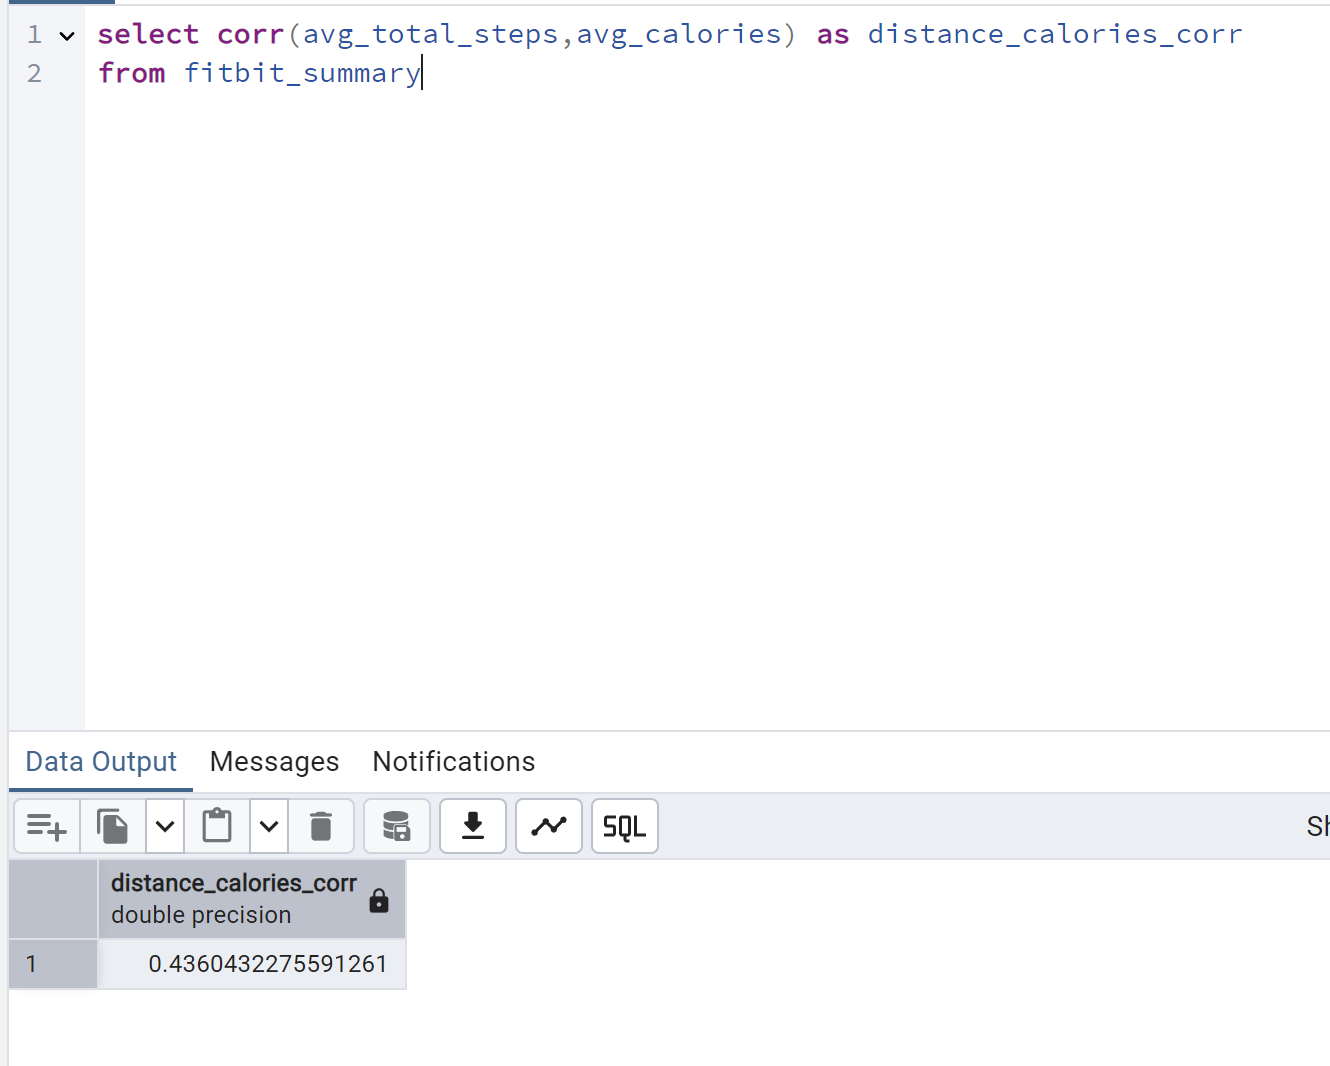 1 select corr(avg_total_steps,avg_calories) as distance_calories_corr
2 from fitbit_summary
Data Output Messages Notifications
SQL Sh
distance_calories_corr
double precision
1 0.4360432275591261